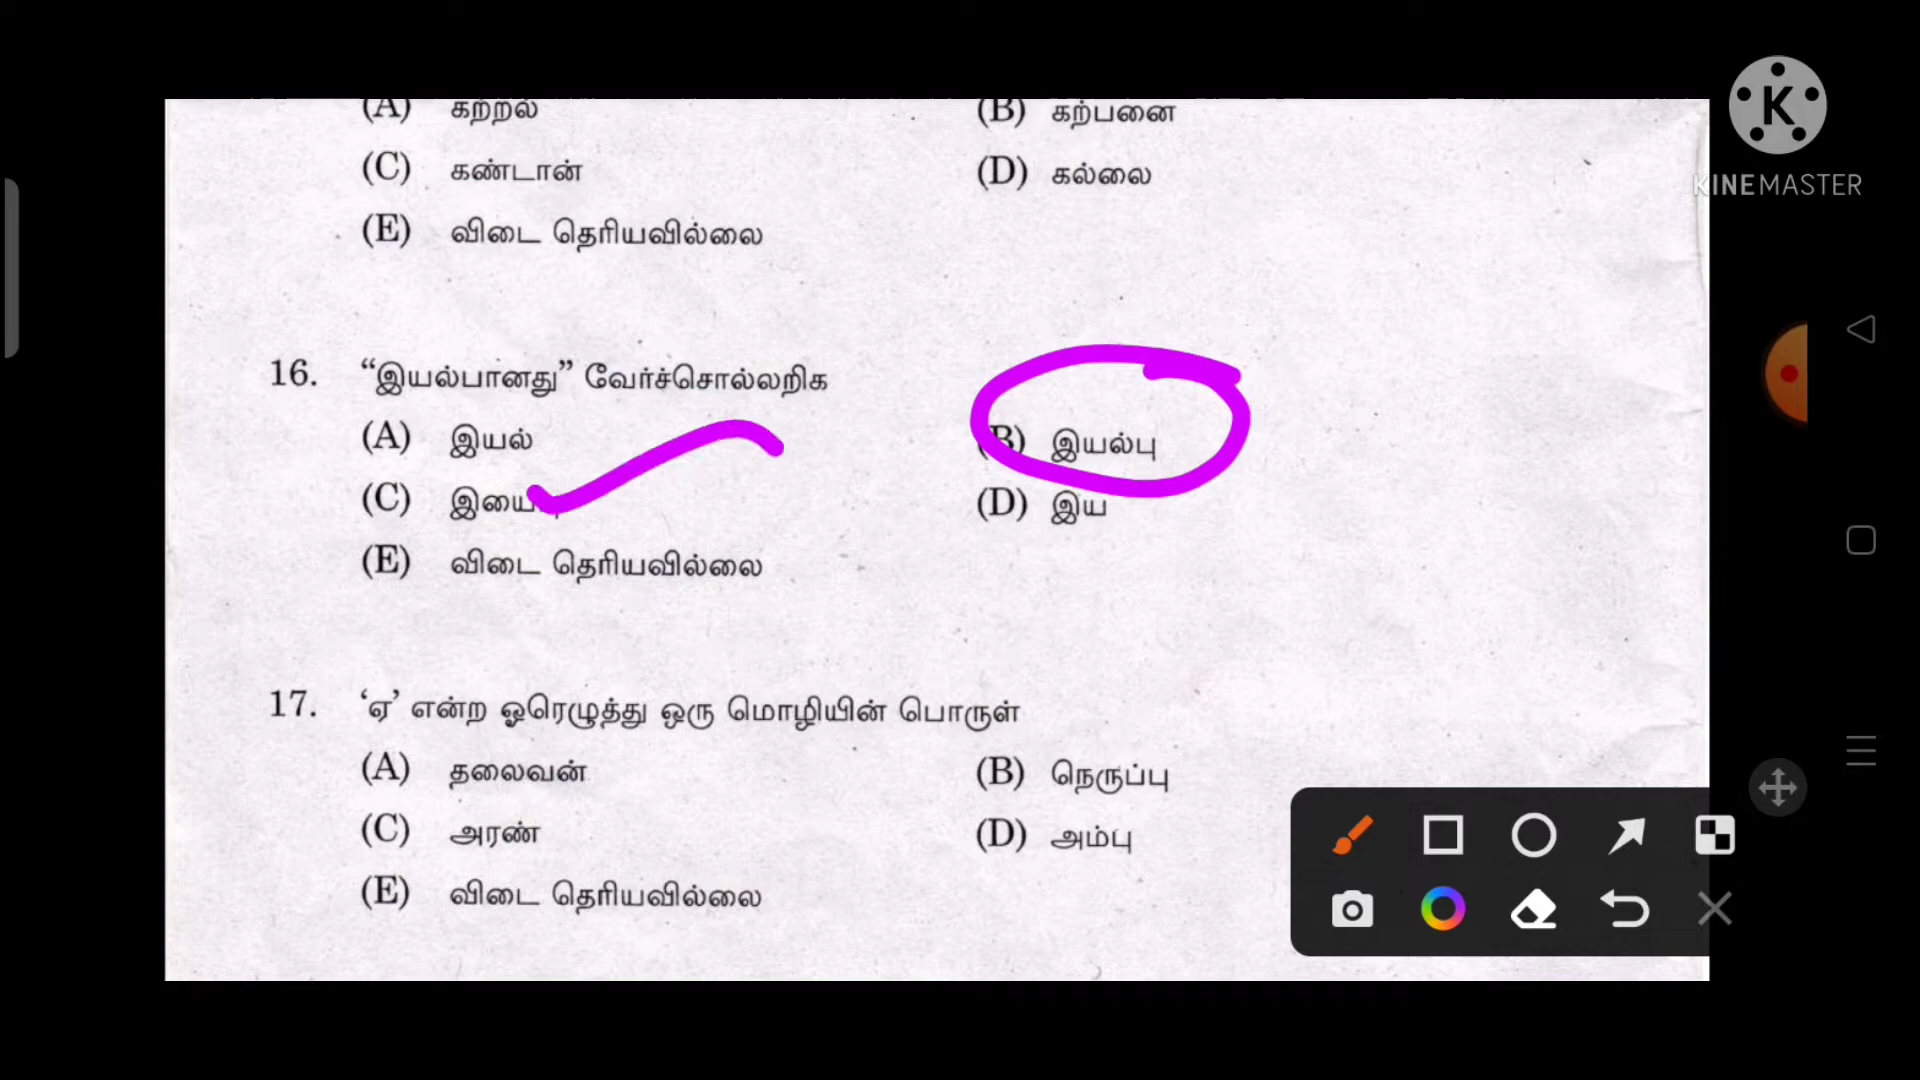 (A) கற்றல் (B) கற்பனை
(C) கண்டான் (D) கல்லை
(E) விடை தெரியவில்லை
16. “இயல்பானது” வேர்ச்சொல்லறிக
(A) இயல் (B) இயல்பு
(C) (D) இய
(E) விடை தெரியவில்லை
17. ‘ஏ’ என்ற ஓரெழுத்து ஒரு மொழியின் பொருள்
(A) தலைவன் (B) நெருப்பு
(C) அரண் (D) அம்பு
(E) விடை தெரியவில்லை
K
KINEMASTER